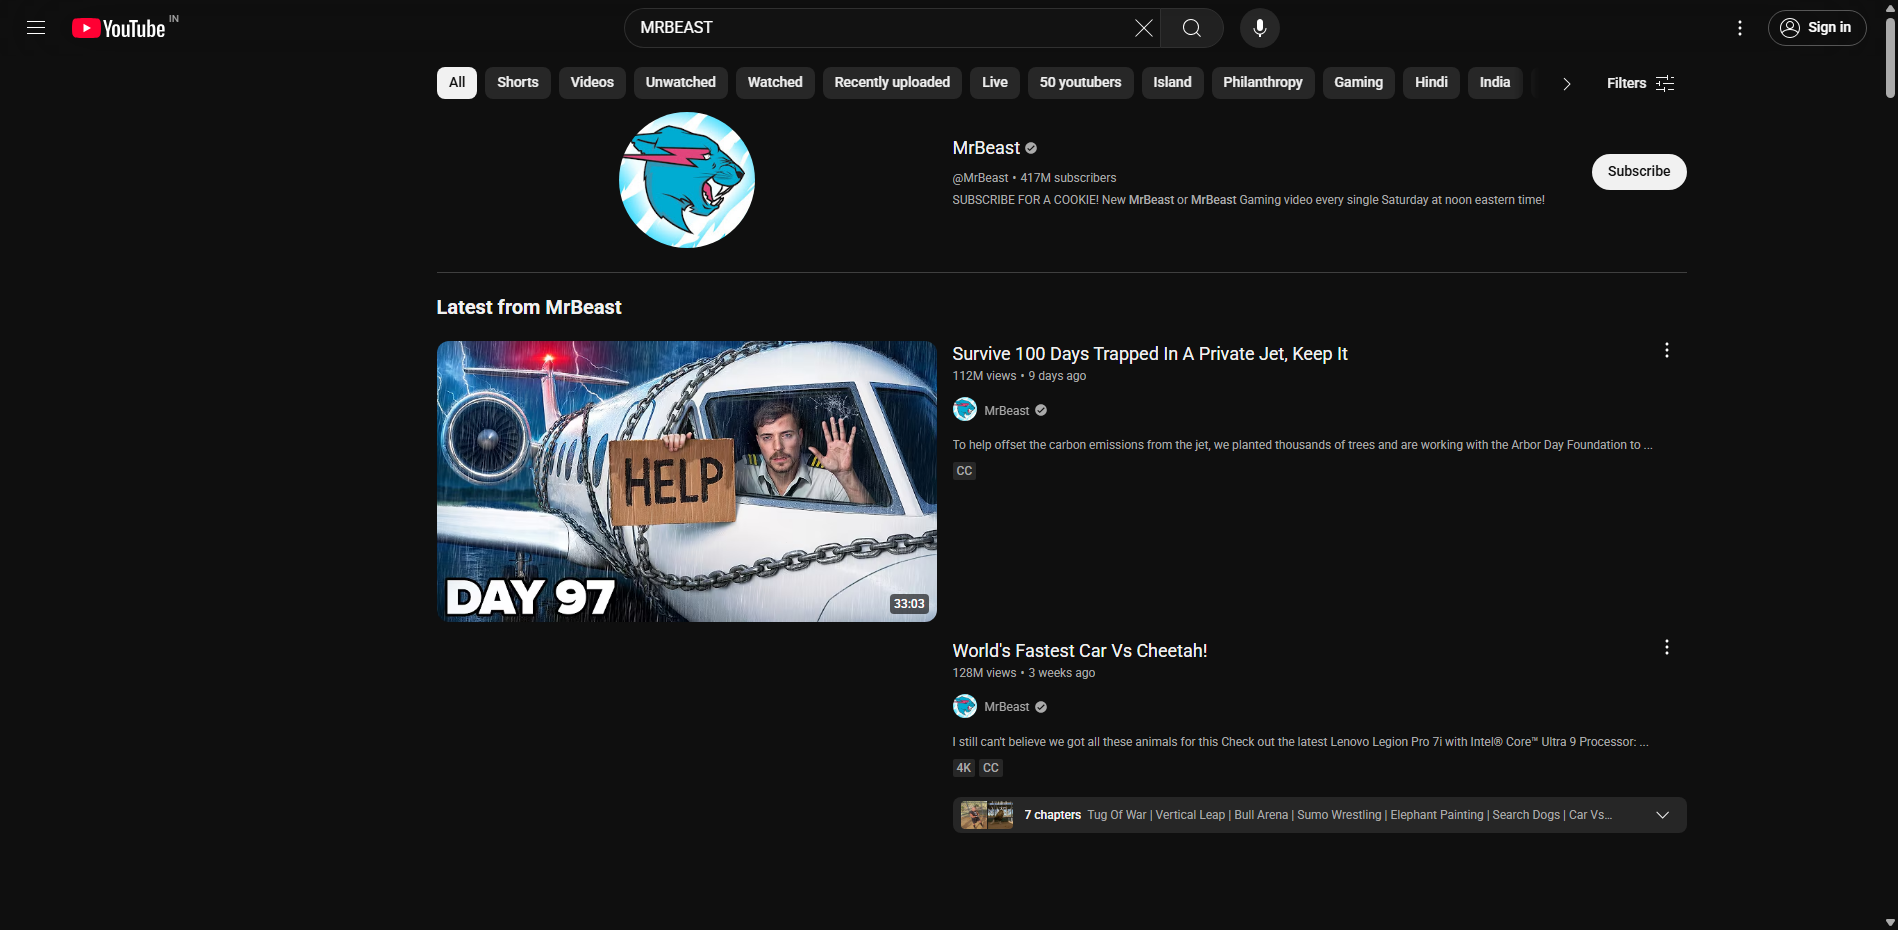 YouTube IN
MRBEAST
Sign in
All Shorts Videos Unwatched Watched Recently uploaded Live 50 youtubers Island Philanthropy Gaming Hindi India Filters
MrBeast
@MrBeast • 417M subscribers
SUBSCRIBE FOR A COOKIE! New MrBeast or MrBeast Gaming video every single Saturday at noon eastern time!
Subscribe
Latest from MrBeast
HELP
DAY 97
33:03
Survive 100 Days Trapped In A Private Jet, Keep It
112M views • 9 days ago
MrBeast
To help offset the carbon emissions from the jet, we planted thousands of trees and are working with the Arbor Day Foundation to ...
CC
World's Fastest Car Vs Cheetah!
128M views • 3 weeks ago
MrBeast
I still can't believe we got all these animals for this Check out the latest Lenovo Legion Pro 7i with Intel® Core™ Ultra 9 Processor: ...
4K CC
7 chapters Tug Of War | Vertical Leap | Bull Arena | Sumo Wrestling | Elephant Painting | Search Dogs | Car Vs...